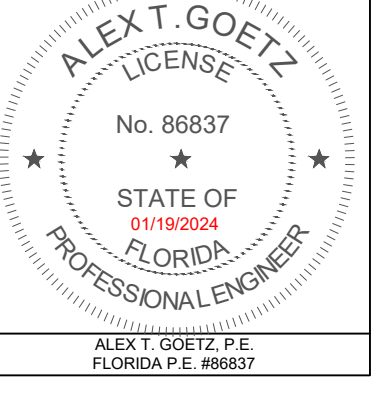 ALEX T. GOETZ
LICENSE
No. 86837
STATE OF
01/19/2024
FLORIDA
PROFESSIONAL ENGINEER
ALEX T. GOETZ, P.E.
FLORIDA P.E. #86837